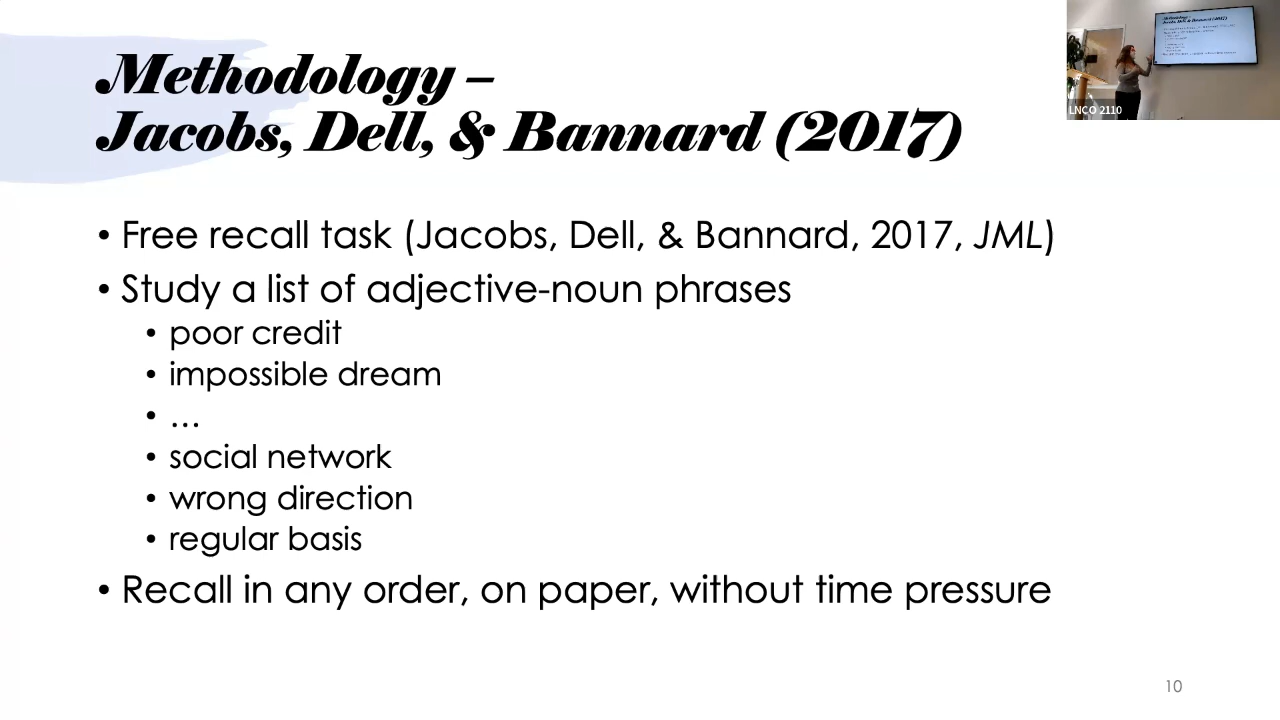 Methodology –
Jacobs, Dell, & Bannard (2017)
• Free recall task (Jacobs, Dell, & Bannard, 2017, JML)
• Study a list of adjective-noun phrases
• poor credit
• impossible dream
• …
• social network
• wrong direction
• regular basis
• Recall in any order, on paper, without time pressure
10
LNCO 2110